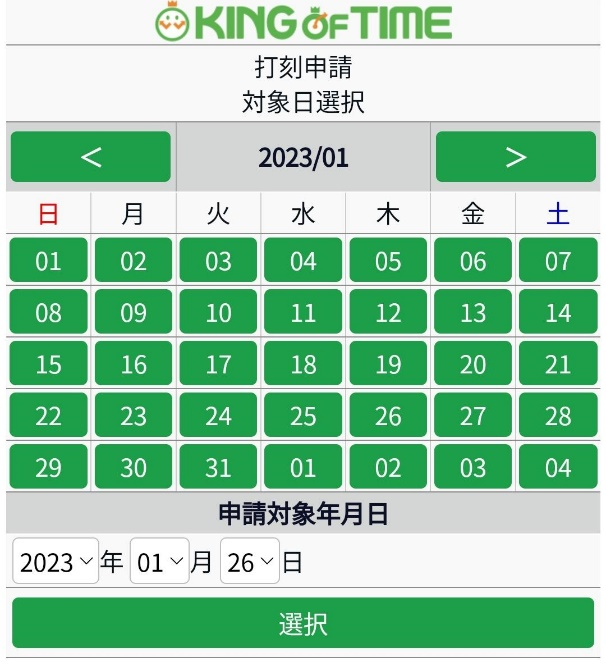 KING OF TIME
打刻申請
対象日選択
< 2023/01 >
日 月 火 水 木 金 土
01 02 03 04 05 06 07
08 09 10 11 12 13 14
15 16 17 18 19 20 21
22 23 24 25 26 27 28
29 30 31 01 02 03 04
申請対象年月日
2023 年 01 月 26 日
選択